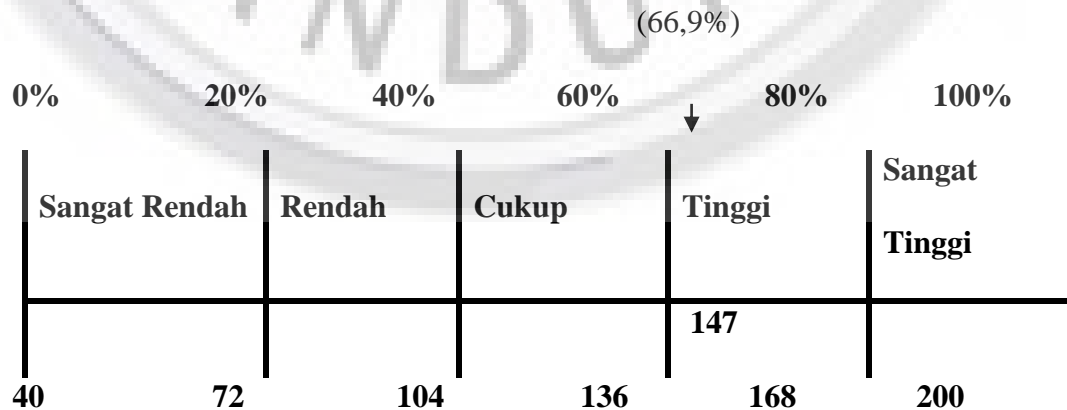 (66,9%)
0% 20% 40% 60% 80% 100%
Sangat
Sangat Rendah Rendah Cukup Tinggi
Tinggi
147
40 72 104 136 168 200